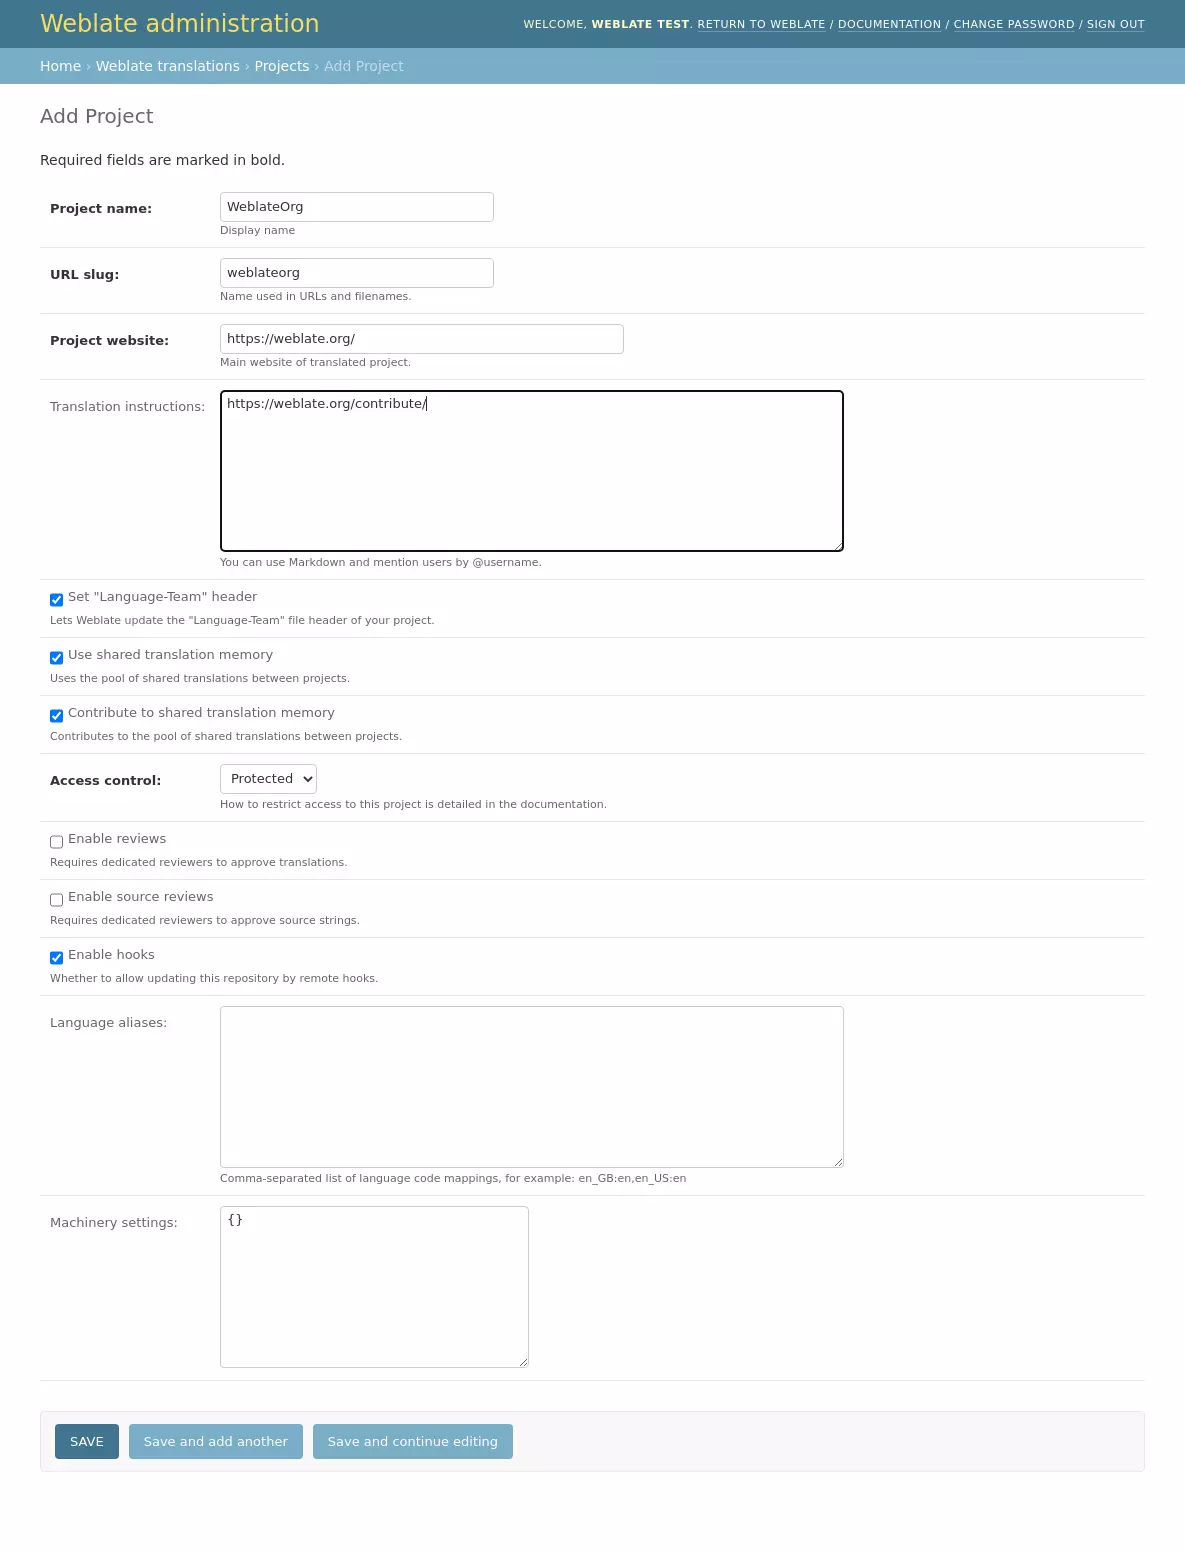 Weblate administration
WELCOME, WEBLATE TEST. RETURN TO WEBLATE / DOCUMENTATION / CHANGE PASSWORD / SIGN OUT
Home › Weblate translations › Projects › Add Project
Add Project
Required fields are marked in bold.
Project name:
WeblateOrg
Display name
URL slug:
weblateorg
Name used in URLs and filenames.
Project website:
https://weblate.org/
Main website of translated project.
Translation instructions:
https://weblate.org/contribute/
You can use Markdown and mention users by @username.
Set "Language-Team" header
Lets Weblate update the "Language-Team" file header of your project.
Use shared translation memory
Uses the pool of shared translations between projects.
Contribute to shared translation memory
Contributes to the pool of shared translations between projects.
Access control:
Protected
How to restrict access to this project is detailed in the documentation.
Enable reviews
Requires dedicated reviewers to approve translations.
Enable source reviews
Requires dedicated reviewers to approve source strings.
Enable hooks
Whether to allow updating this repository by remote hooks.
Language aliases:
Comma-separated list of language code mappings, for example: en_GB:en,en_US:en
Machinery settings:
{}
SAVE
Save and add another
Save and continue editing